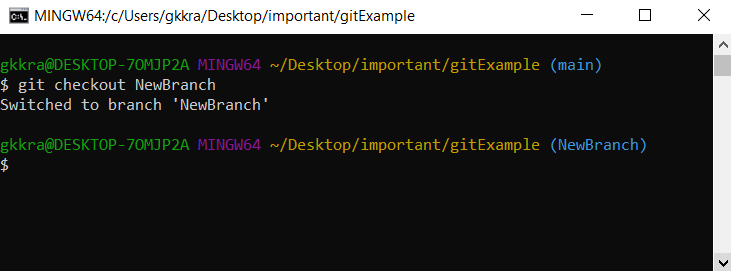 MINGW64:/c/Users/gkkra/Desktop/important/gitExample
gkkra@DESKTOP-7OMJP2A MINGW64 ~/Desktop/important/gitExample (main)
$ git checkout NewBranch
Switched to branch 'NewBranch'
gkkra@DESKTOP-7OMJP2A MINGW64 ~/Desktop/important/gitExample (NewBranch)
$